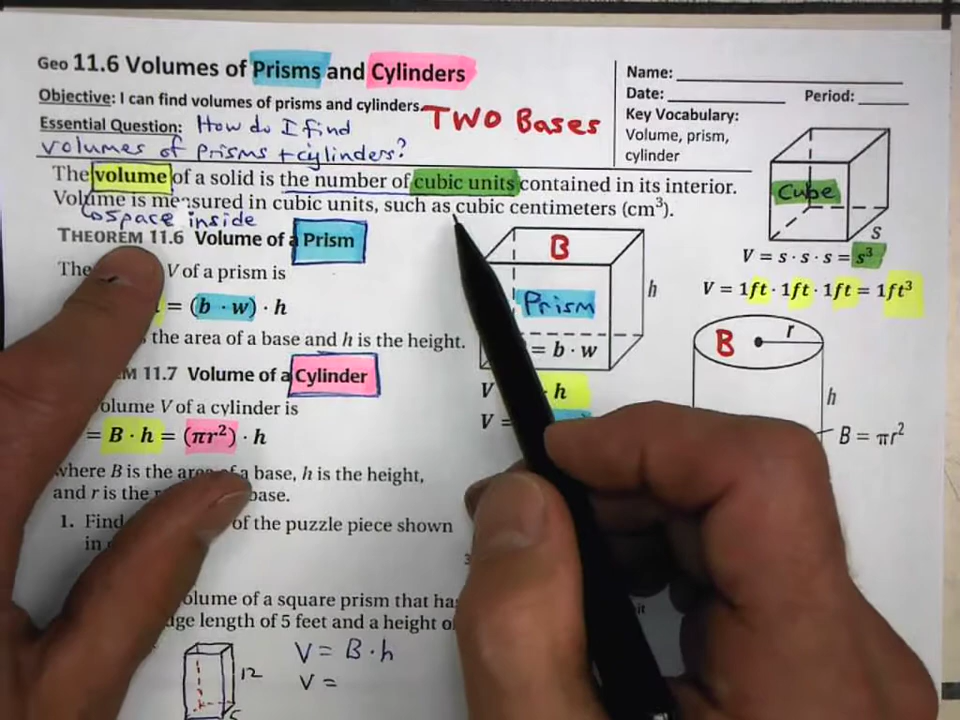 Geo 11.6 Volumes of Prisms and Cylinders
Objective: I can find volumes of prisms and cylinders.
TWO Bases
Essential Question: How do I find
volumes of prisms + cylinders?
Name:
Date: Period:
Key Vocabulary:
Volume, prism,
cylinder
The volume of a solid is the number of cubic units contained in its interior.
Volume is measured in cubic units, such as cubic centimeters (cm³).
space inside
THEOREM 11.6 Volume of a Prism
The V of a prism is
= (b · w) · h
the area of a base and h is the height.
11.7 Volume of a Cylinder
olume V of a cylinder is
= B · h = (πr²) · h
where B is the area of a base, h is the height,
and r is the base.
1. Find of the puzzle piece shown
in
olume of a square prism that has
dge length of 5 feet and a height o
V = B · h
V =
12
B
h
Prism
= b · w
V · h
V =
Cube
S
V = s · s · s = s³
V = 1ft · 1ft · 1ft = 1ft³
B
r
h
B = πr²